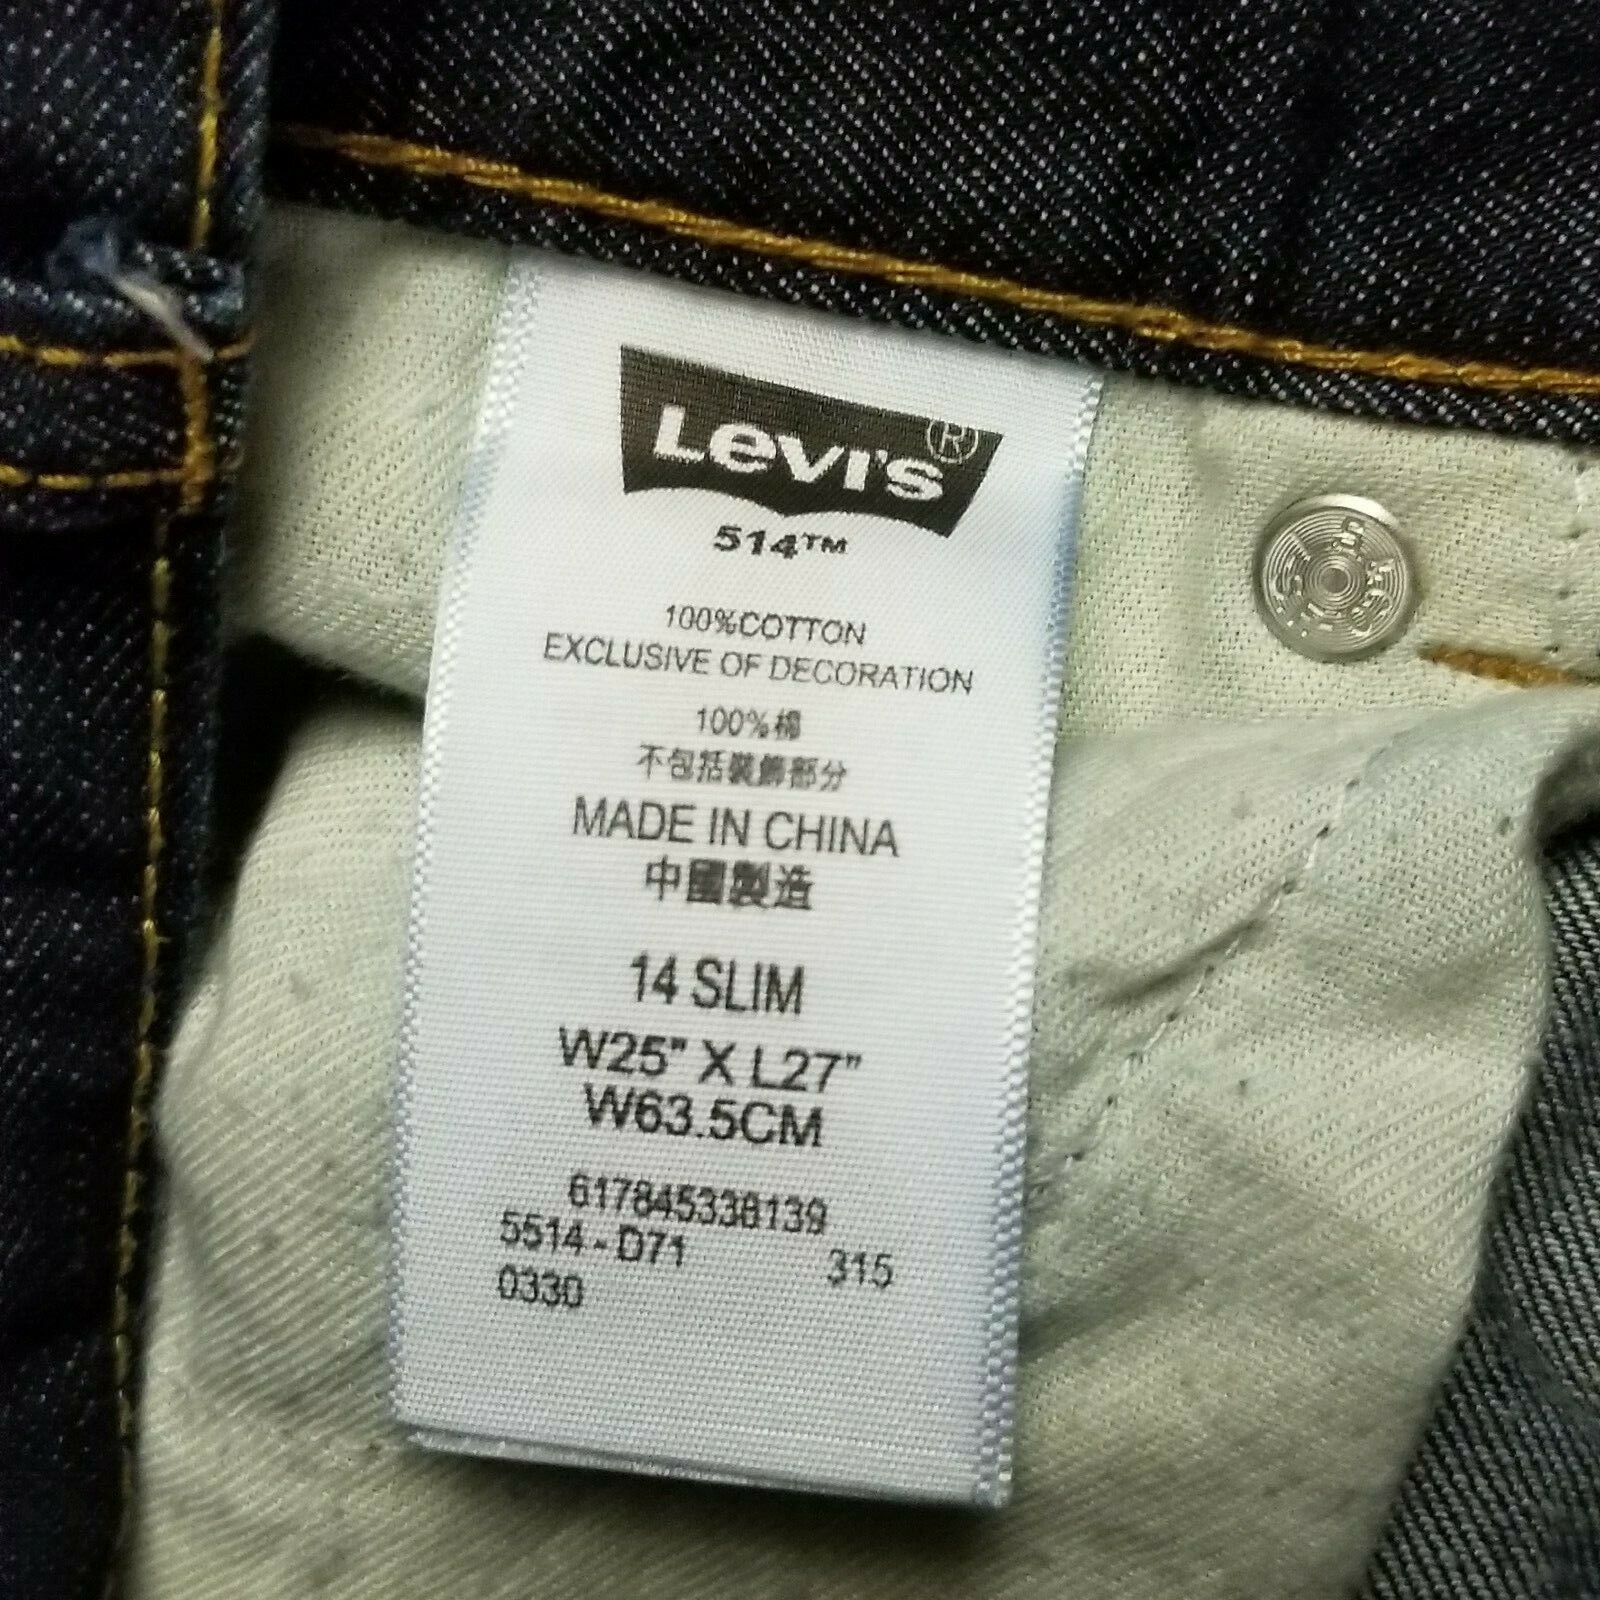 Levi's®
514™
100%COTTON
EXCLUSIVE OF DECORATION
100%棉
不包括裝飾部分
MADE IN CHINA
中國製造
14 SLIM
W25" X L27"
W63.5CM
617845338139
5514-D71 315
0330